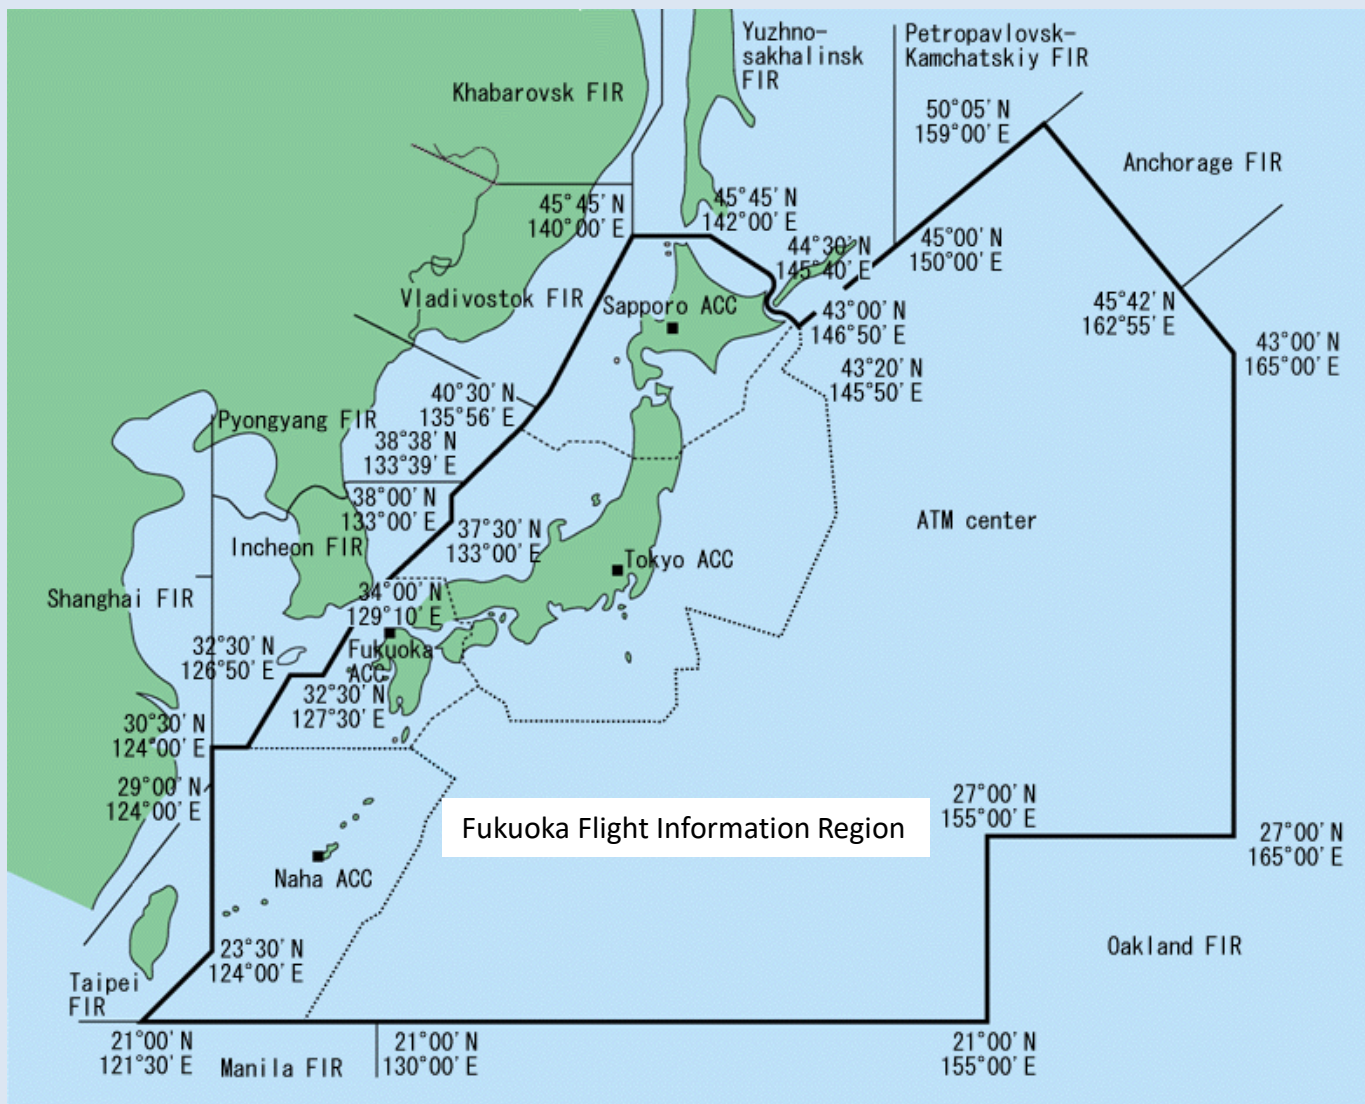 Yuzhno-
sakhalinsk
FIR
Petropavlovsk-
Kamchatskiy FIR
Khabarovsk FIR
50°05'N
159°00'E
Anchorage FIR
45°45'N
140°00'E
45°45'N
142°00'E
44°30'N
145°40'E
45°00'N
150°00'E
Vladivostok FIR
Sapporo ACC
43°00'N
146°50'E
45°42'N
162°55'E
43°00'N
165°00'E
43°20'N
145°50'E
40°30'N
135°56'E
Pyongyang FIR
38°38'N
133°39'E
38°00'N
133°00'E
37°30'N
133°00'E
ATM center
Incheon FIR
Tokyo ACC
Shanghai FIR
34°00'N
129°10'E
32°30'N
126°50'E
Fukuoka
ACC
32°30'N
127°30'E
30°30'N
124°00'E
29°00'N
124°00'E
27°00'N
155°00'E
Fukuoka Flight Information Region
27°00'N
165°00'E
Naha ACC
23°30'N
124°00'E
Oakland FIR
Taipei
FIR
21°00'N
121°30'E
Manila FIR
21°00'N
130°00'E
21°00'N
155°00'E